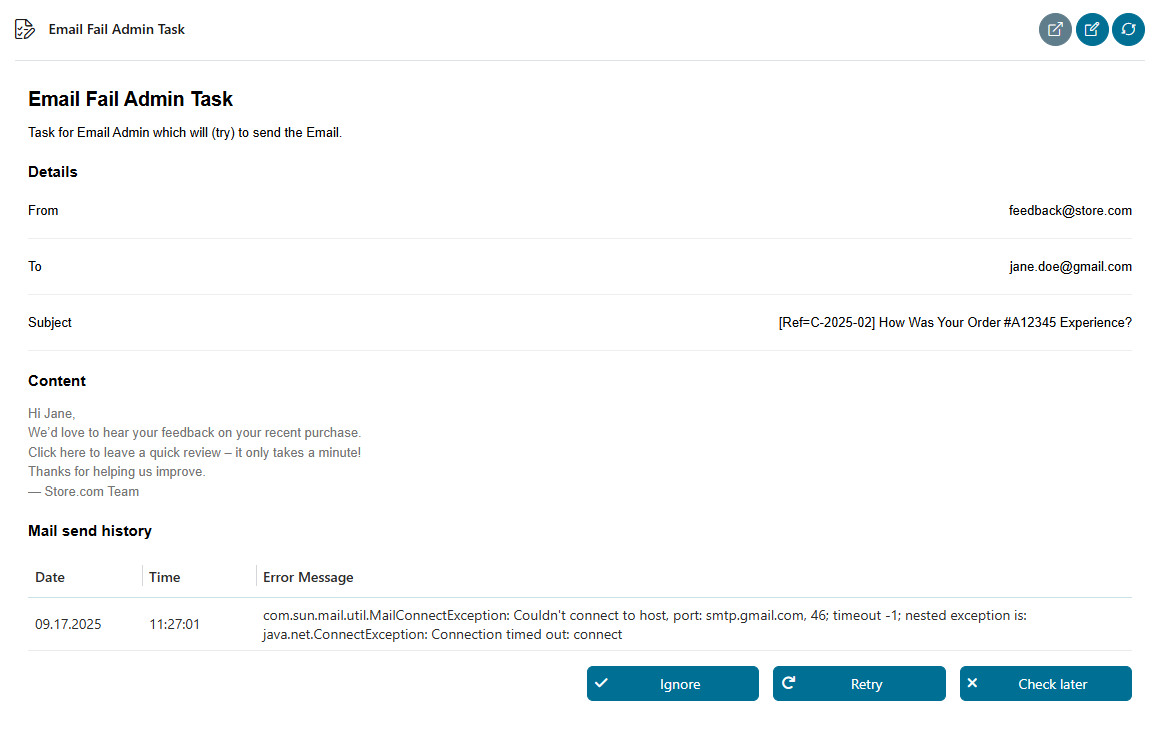 Email Fail Admin Task
Email Fail Admin Task
Task for Email Admin which will (try) to send the Email.
Details
From feedback@store.com
To jane.doe@gmail.com
Subject [Ref=C-2025-02] How Was Your Order #A12345 Experience?
Content
Hi Jane,
We'd love to hear your feedback on your recent purchase.
Click here to leave a quick review – it only takes a minute!
Thanks for helping us improve.
— Store.com Team
Mail send history
Date Time Error Message
09.17.2025 11:27:01 com.sun.mail.util.MailConnectException: Couldn't connect to host, port: smtp.gmail.com, 46; timeout -1; nested exception is:
java.net.ConnectException: Connection timed out: connect
Ignore Retry Check later